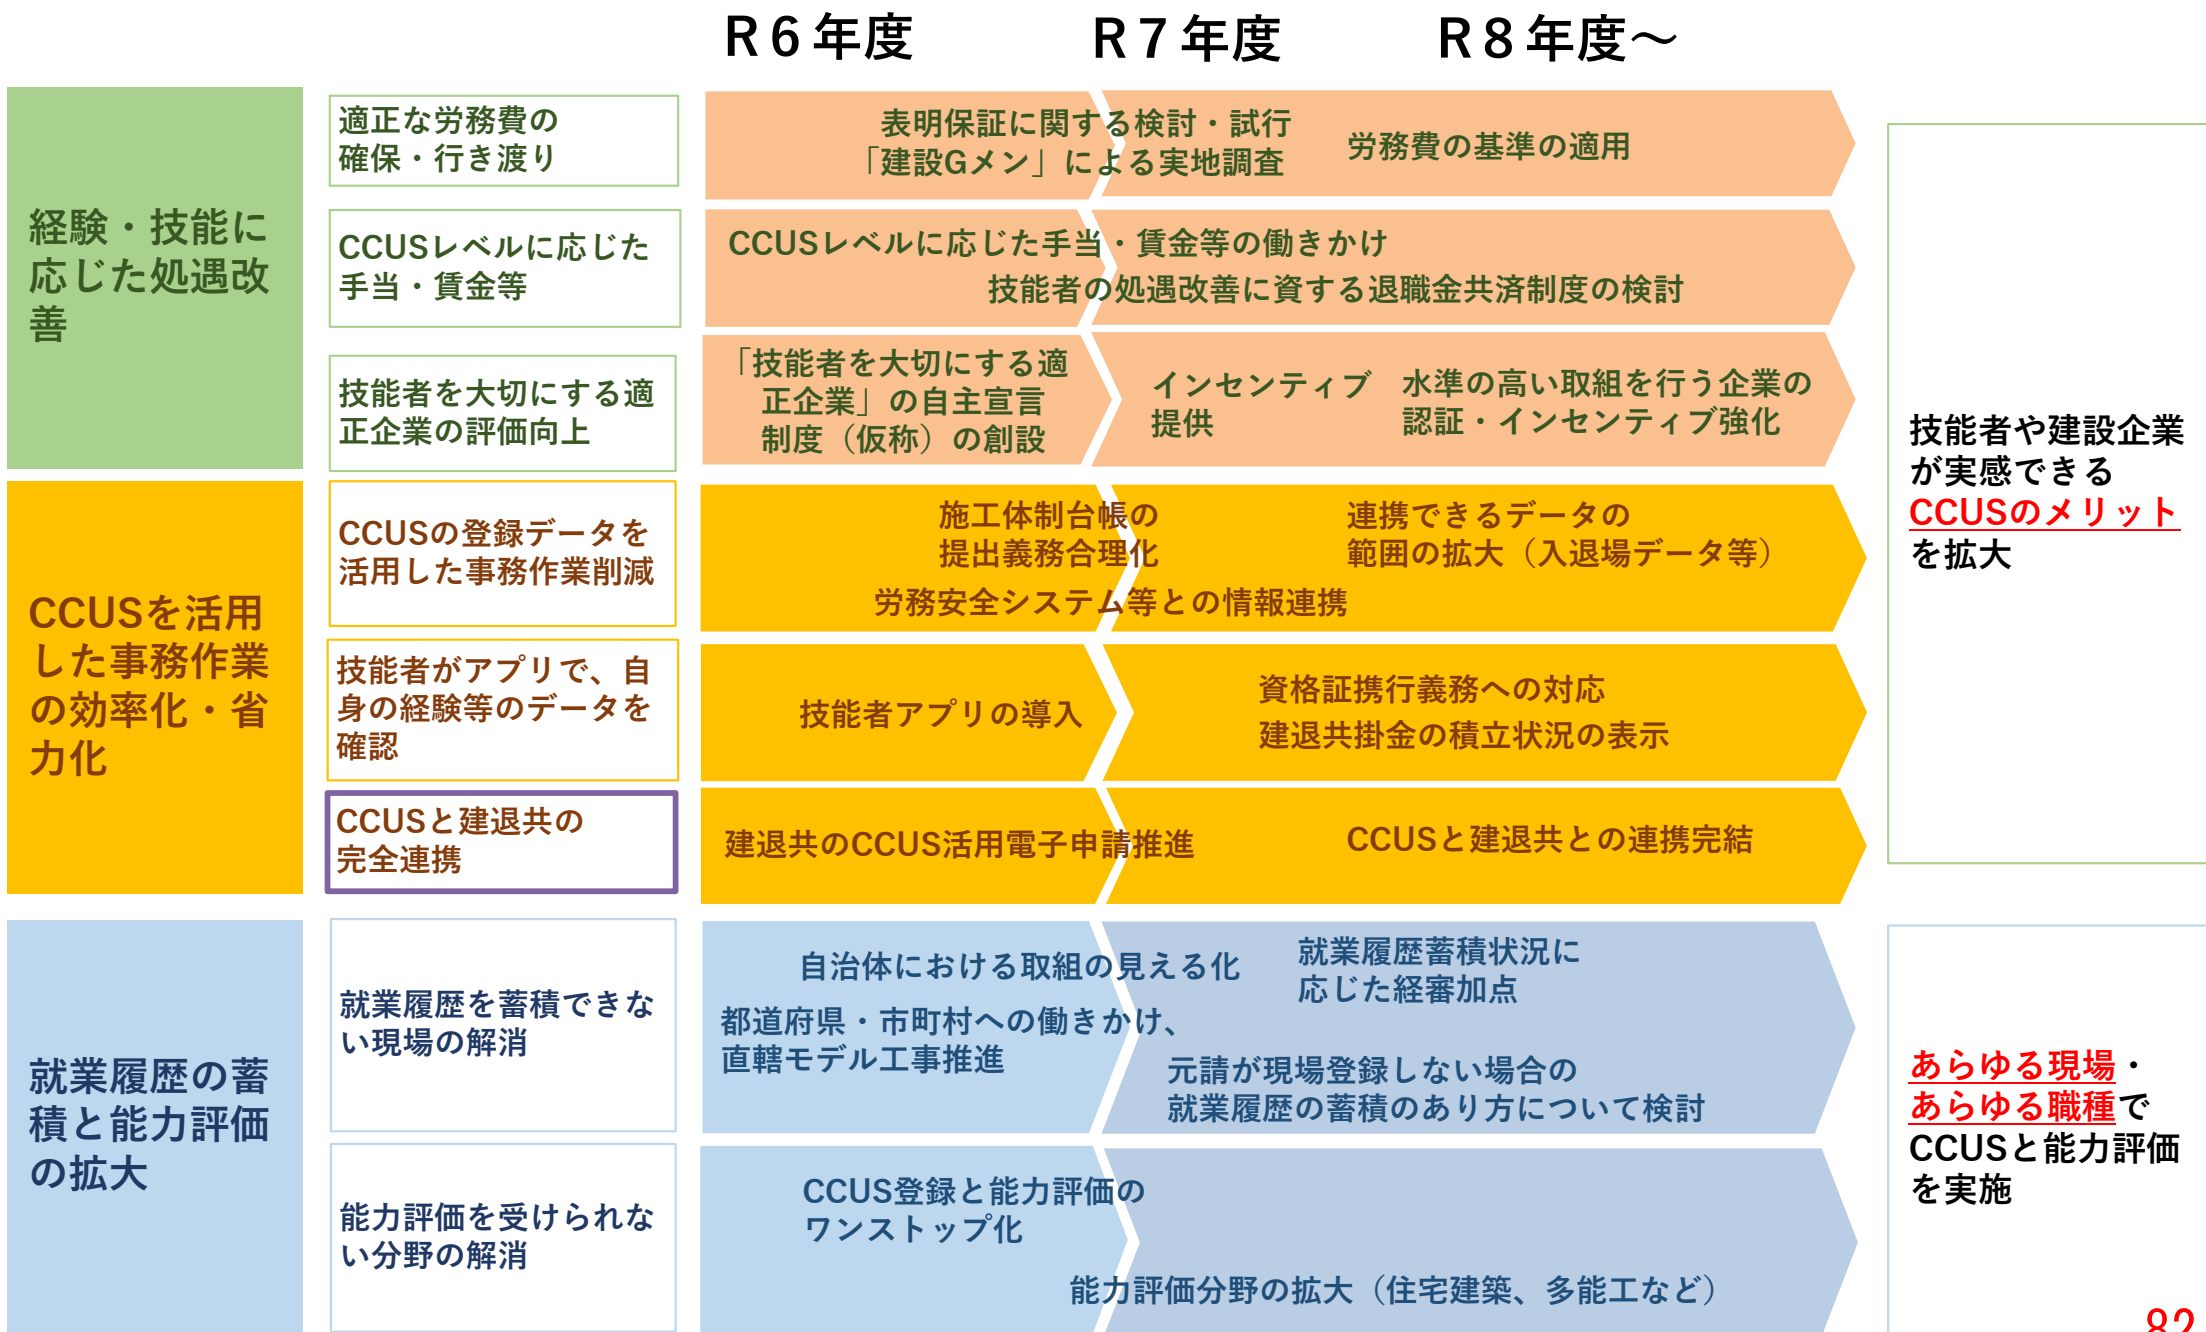 R６年度
R７年度
R８年度～
経験・技能に
応じた処遇改
善
適正な労務費の
確保・行き渡り
表明保証に関する検討・試行
「建設Gメン」による実地調査
労務費の基準の適用
CCUSレベルに応じた
手当・賃金等
CCUSレベルに応じた手当・賃金等の働きかけ
技能者の処遇改善に資する退職金共済制度の検討
技能者を大切にする適
正企業の評価向上
「技能者を大切にする適
正企業」の自主宣言
制度（仮称）の創設
インセンティブ
提供
水準の高い取組を行う企業の
認証・インセンティブ強化
CCUSを活用
した事務作業
の効率化・省
力化
CCUSの登録データを
活用した事務作業削減
施工体制台帳の
提出義務合理化
連携できるデータの
範囲の拡大（入退場データ等）
労務安全システム等との情報連携
技能者がアプリで、自
身の経験等のデータを
確認
技能者アプリの導入
資格証携行義務への対応
建退共掛金の積立状況の表示
CCUSと建退共の
完全連携
建退共のCCUS活用電子申請推進
CCUSと建退共との連携完結
技能者や建設企業
が実感できる
CCUSのメリット
を拡大
就業履歴の蓄
積と能力評価
の拡大
就業履歴を蓄積できな
い現場の解消
自治体における取組の見える化
都道府県・市町村への働きかけ、
直轄モデル工事推進
就業履歴蓄積状況に
応じた経審加点
元請が現場登録しない場合の
就業履歴の蓄積のあり方について検討
能力評価を受けられな
い分野の解消
CCUS登録と能力評価の
ワンストップ化
能力評価分野の拡大（住宅建築、多能工など）
あらゆる現場・
あらゆる職種で
CCUSと能力評価
を実施
82